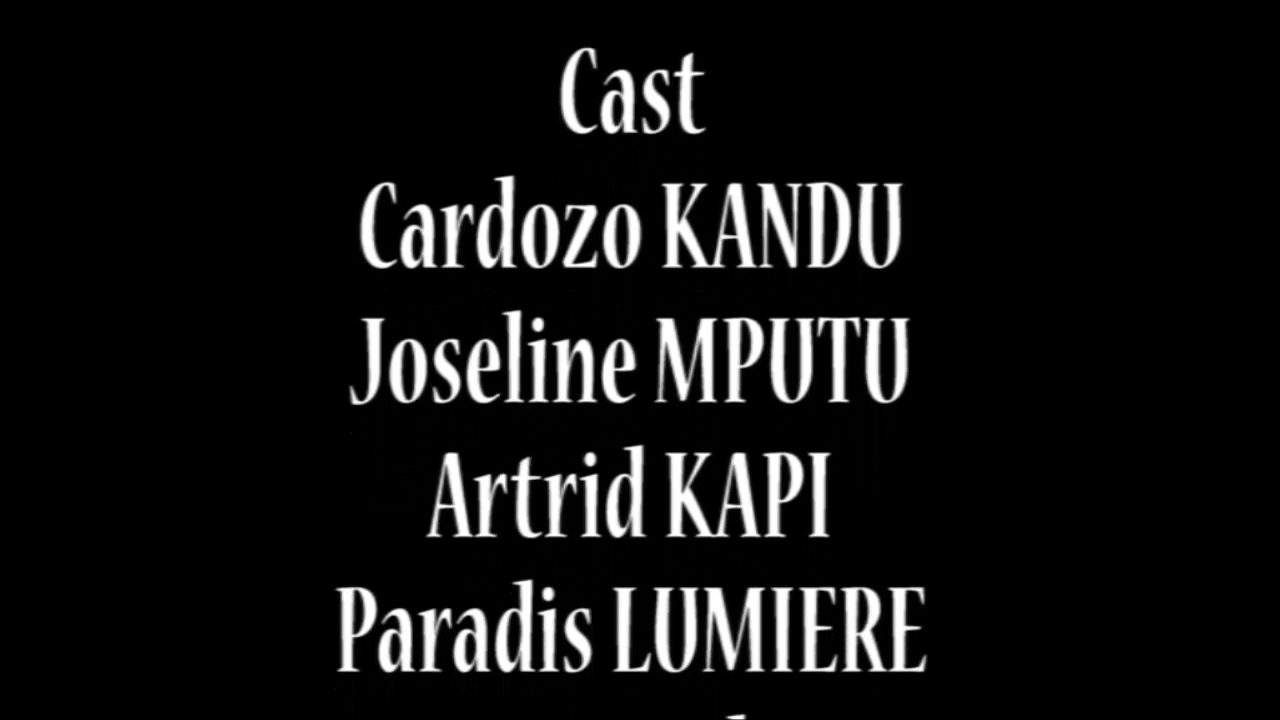 Cast
Cardozo KANDU
Joseline MPUTU
Artrid KAPI
Paradis LUMIERE